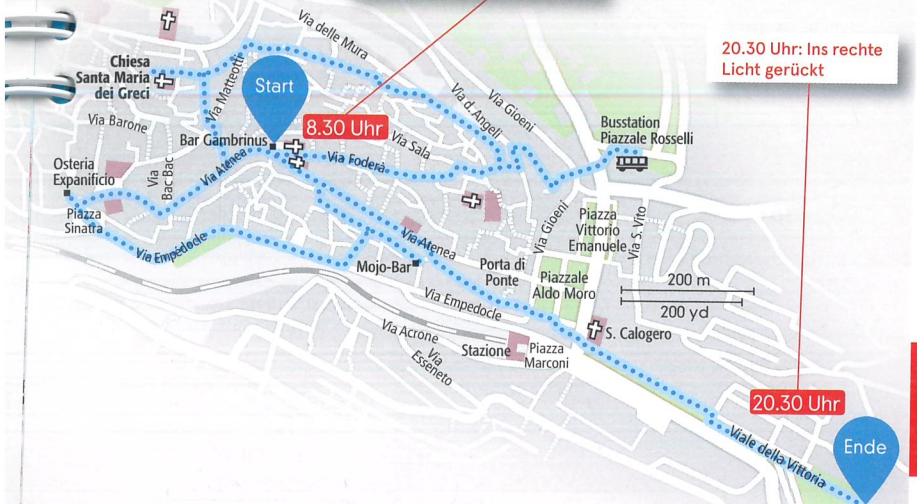 20.30 Uhr: Ins rechte
Licht gerückt
Via delle Mura
Chiesa
Santa Maria
dei Greci
Via Matteotti
Start
8.30 Uhr
Via d. Angeli
Via Gioeni
Busstation
Piazzale Rosselli
Via Barone
Bar Gambrinus
Via Sala
Via Foderà
Osteria
Expanificio
Via
Bac Bac
Via Atenea
Piazza
Sinatra
Via Empedocle
Via Atenea
Mojo-Bar
Porta di
Ponte
Via Gioeni
Piazza
Vittorio
Emanuele
Via S. Vito
Piazzale
Aldo Moro
200 m
200 yd
Via Empedocle
Via Acrone
Via
Esseneto
Stazione
Piazza
Marconi
S. Calogero
20.30 Uhr
Viale della Vittoria
Ende